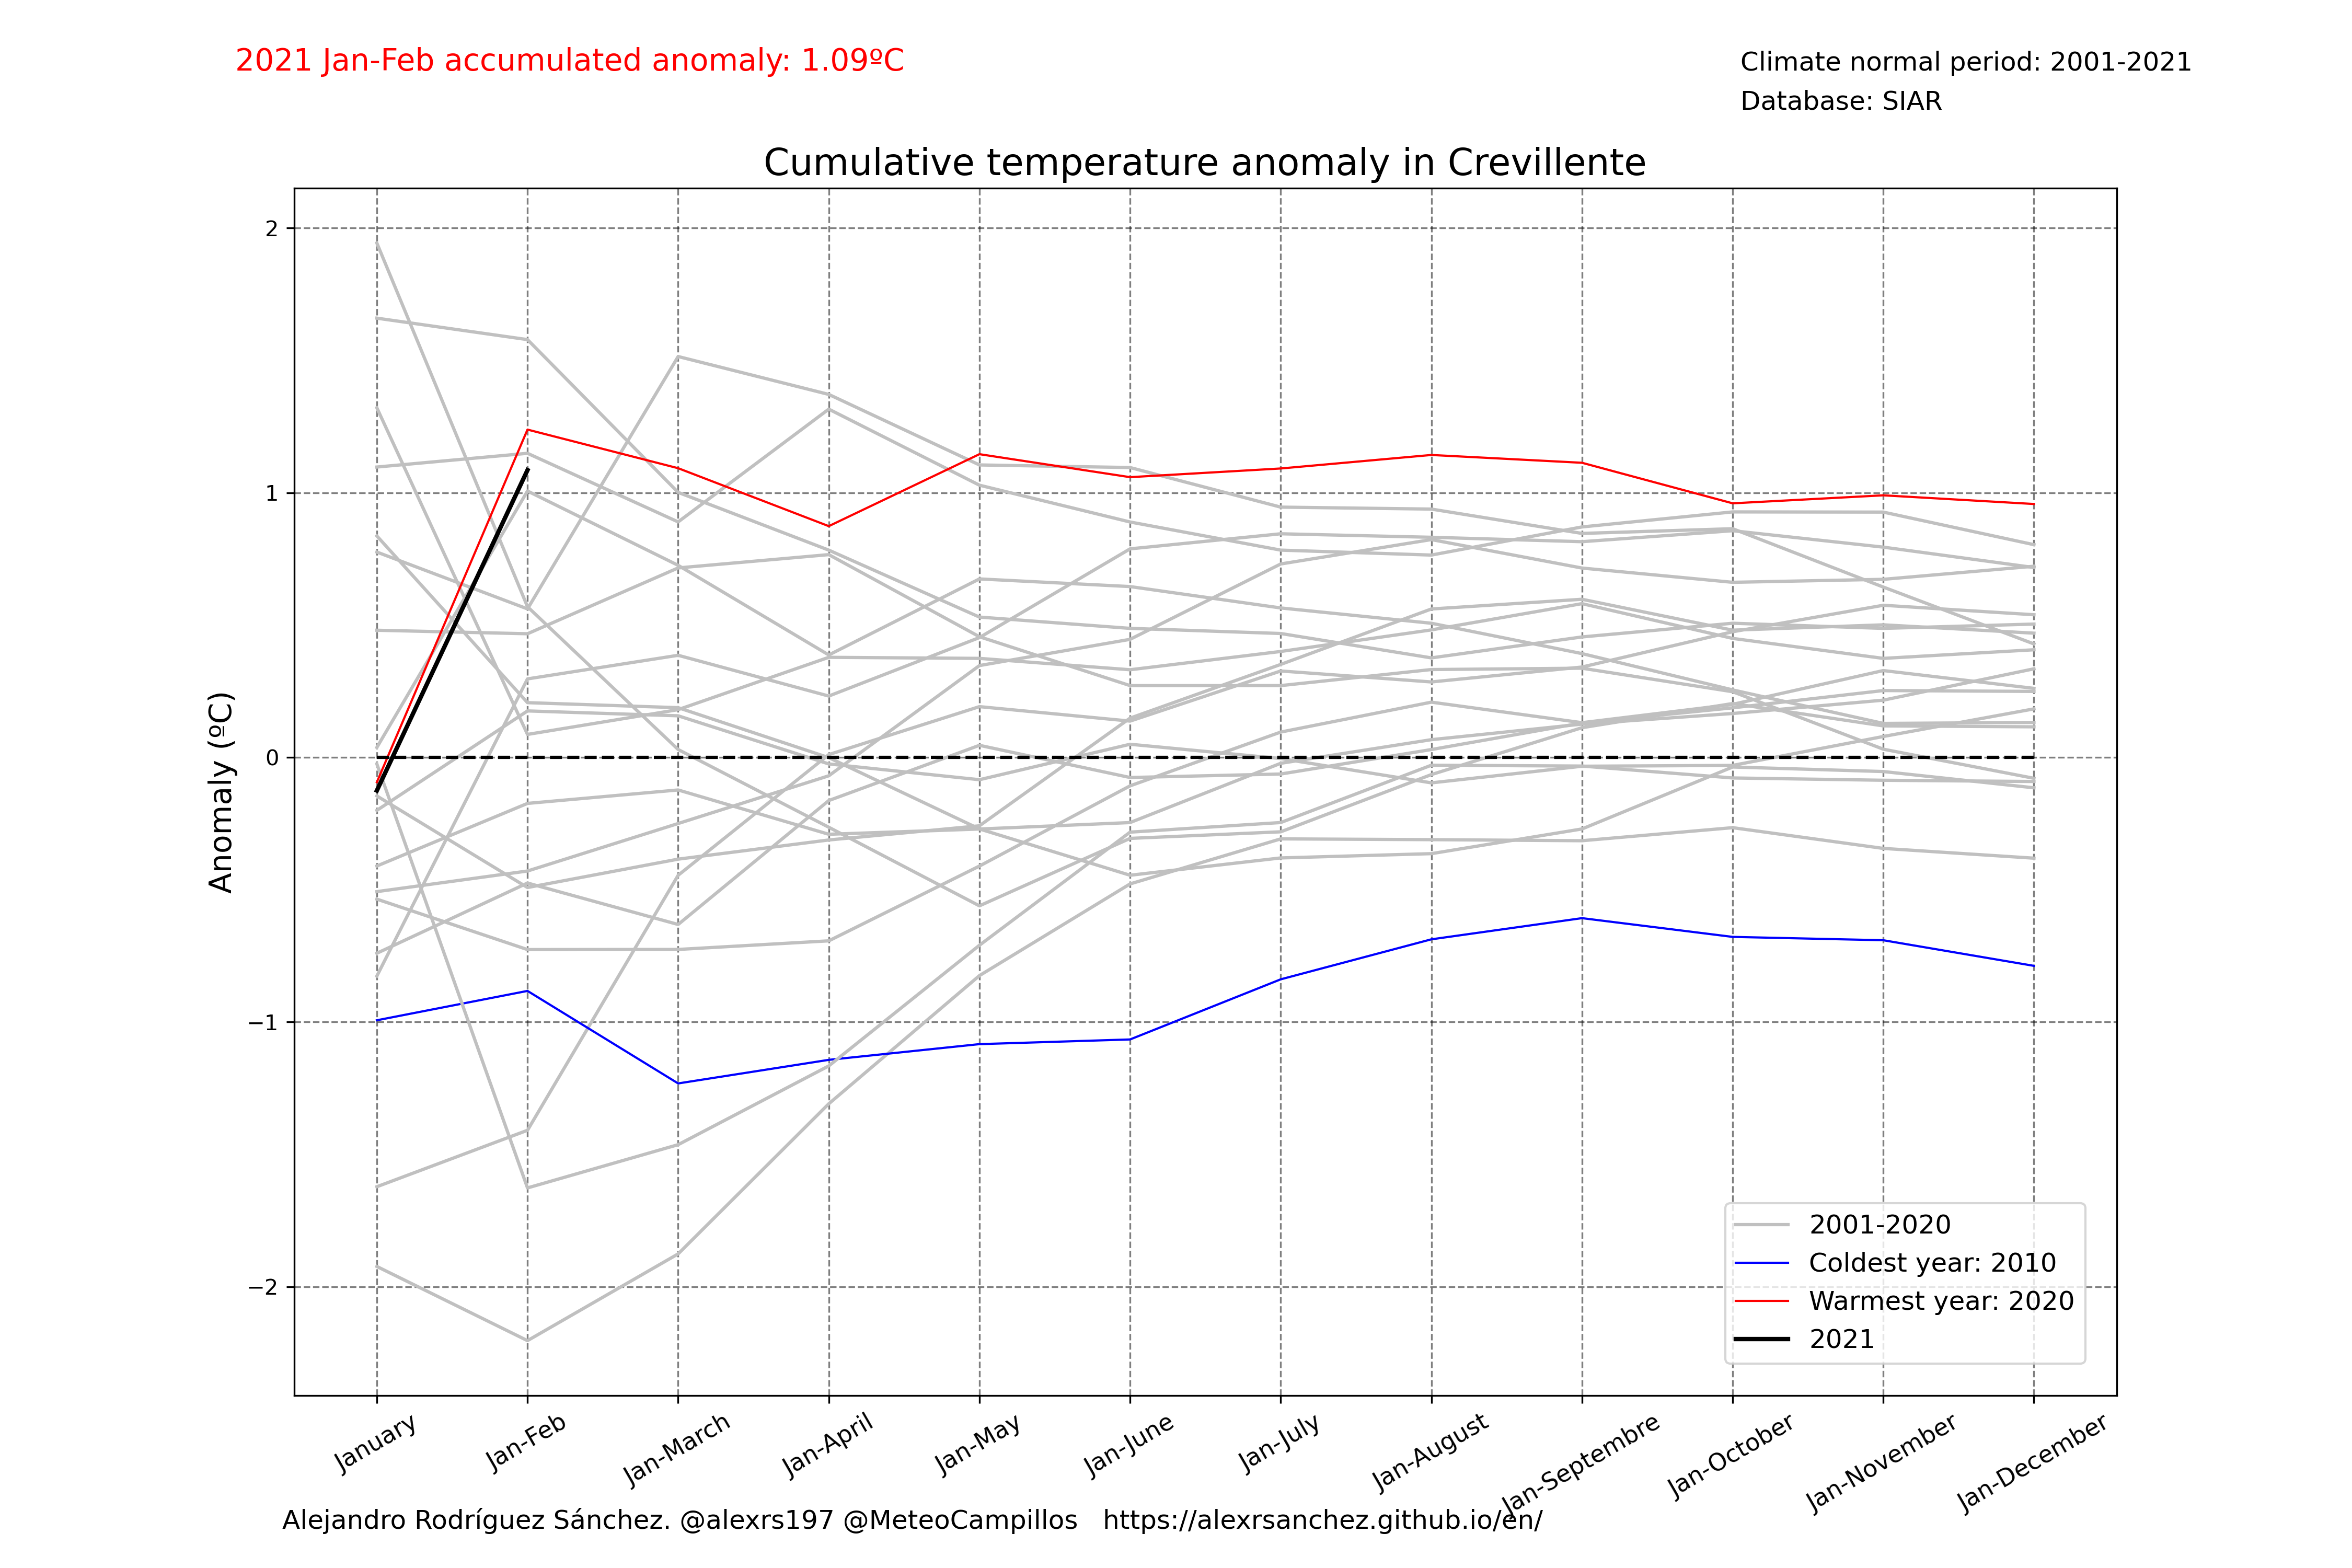 2021 Jan-Feb accumulated anomaly: 1.09ºC
Climate normal period: 2001-2021
Database: SIAR
Cumulative temperature anomaly in Crevillente
Anomaly (ºC)
2
1
0
−1
−2
2001-2020
Coldest year: 2010
Warmest year: 2020
2021
January
Jan-Feb
Jan-March
Jan-April
Jan-May
Jan-June
Jan-July
Jan-August
Jan-Septembre
Jan-October
Jan-November
Jan-December
Alejandro Rodríguez Sánchez. @alexrs197 @MeteoCampillos   https://alexrsanchez.github.io/en/